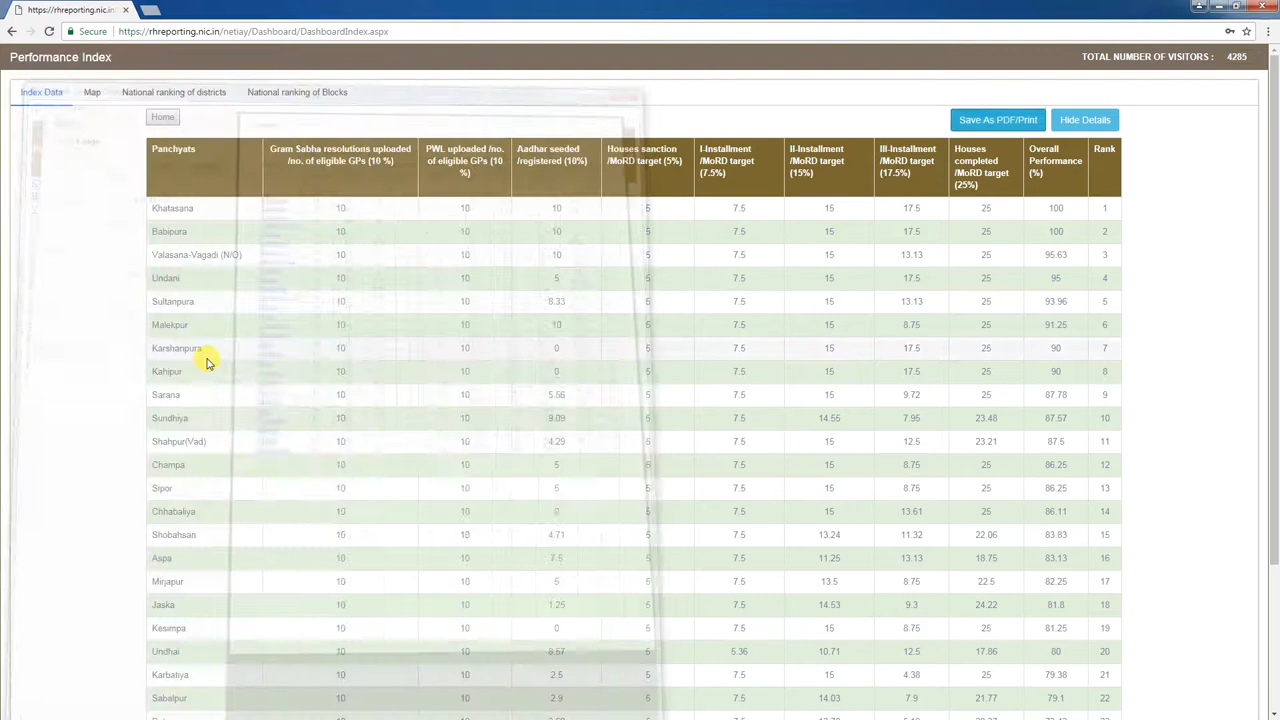 https://rhreporting.nic.in
Secure https://rhreporting.nic.in/netiay/Dashboard/DashboardIndex.aspx
Performance Index TOTAL NUMBER OF VISITORS : 4285
Index Data Map National ranking of districts National ranking of Blocks
Home Save As PDF/Print Hide Details
Panchyats Gram Sabha resolutions uploaded /no. of eligible GPs (10 %) PWL uploaded /no. of eligible GPs (10 %) Aadhar seeded /registered (10%) Houses sanction /MoRD target (5%) I-Installment /MoRD target (7.5%) II-Installment /MoRD target (15%) III-Installment /MoRD target (17.5%) Houses completed /MoRD target (25%) Overall Performance (%) Rank
Khatasana 10 10 10 5 7.5 15 17.5 25 100 1
Babipura 10 10 10 5 7.5 15 17.5 25 100 2
Valasana-Vagadi (N/O) 10 10 10 5 7.5 15 13.13 25 95.63 3
Undani 10 10 5 5 7.5 15 17.5 25 95 4
Sultanpura 10 10 8.33 5 7.5 15 13.13 25 93.96 5
Malekpur 10 10 10 5 7.5 15 8.75 25 91.25 6
Karshanpura 10 10 0 5 7.5 15 17.5 25 90 7
Kahipur 10 10 0 5 7.5 15 17.5 25 90 8
Sarana 10 10 5.56 5 7.5 15 9.72 25 87.78 9
Sundhiya 10 10 9.09 5 7.5 14.55 7.95 23.48 87.57 10
Shahpur(Vad) 10 10 4.29 5 7.5 15 12.5 23.21 87.5 11
Champa 10 10 5 5 7.5 15 8.75 25 86.25 12
Sipor 10 10 5 5 7.5 15 8.75 25 86.25 13
Chhabaliya 10 10 0 5 7.5 15 13.61 25 86.11 14
Shobahsan 10 10 4.71 5 7.5 13.24 11.32 22.06 83.83 15
Aspa 10 10 7.5 5 7.5 11.25 13.13 18.75 83.13 16
Mirjapur 10 10 5 5 7.5 13.5 8.75 22.5 82.25 17
Jaska 10 10 1.25 5 7.5 14.53 9.3 24.22 81.8 18
Kesimpa 10 10 0 5 7.5 15 8.75 25 81.25 19
Undhai 10 10 8.57 5 5.36 10.71 12.5 17.86 80 20
Karbatiya 10 10 2.5 5 7.5 15 4.38 25 79.38 21
Sabalpur 10 10 2.9 5 7.5 14.03 7.9 21.77 79.1 22